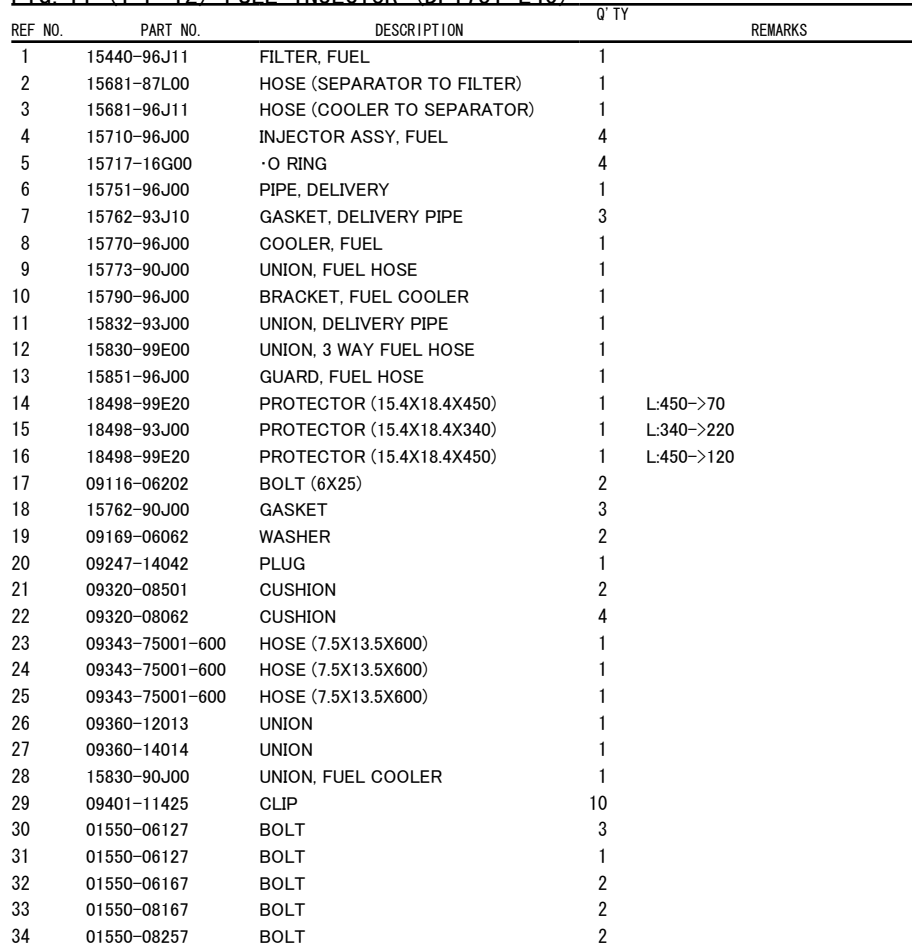 Q'TY
REF NO. PART NO. DESCRIPTION REMARKS
1 15440-96J11 FILTER, FUEL 1
2 15681-87L00 HOSE (SEPARATOR TO FILTER) 1
3 15681-96J11 HOSE (COOLER TO SEPARATOR) 1
4 15710-96J00 INJECTOR ASSY, FUEL 4
5 15717-16G00 ·O RING 4
6 15751-96J00 PIPE, DELIVERY 1
7 15762-93J10 GASKET, DELIVERY PIPE 3
8 15770-96J00 COOLER, FUEL 1
9 15773-90J00 UNION, FUEL HOSE 1
10 15790-96J00 BRACKET, FUEL COOLER 1
11 15832-93J00 UNION, DELIVERY PIPE 1
12 15830-99E00 UNION, 3 WAY FUEL HOSE 1
13 15851-96J00 GUARD, FUEL HOSE 1
14 18498-99E20 PROTECTOR (15.4X18.4X450) 1 L:450->70
15 18498-93J00 PROTECTOR (15.4X18.4X340) 1 L:340->220
16 18498-99E20 PROTECTOR (15.4X18.4X450) 1 L:450->120
17 09116-06202 BOLT (6X25) 2
18 15762-90J00 GASKET 3
19 09169-06062 WASHER 2
20 09247-14042 PLUG 1
21 09320-08501 CUSHION 2
22 09320-08062 CUSHION 4
23 09343-75001-600 HOSE (7.5X13.5X600) 1
24 09343-75001-600 HOSE (7.5X13.5X600) 1
25 09343-75001-600 HOSE (7.5X13.5X600) 1
26 09360-12013 UNION 1
27 09360-14014 UNION 1
28 15830-90J00 UNION, FUEL COOLER 1
29 09401-11425 CLIP 10
30 01550-06127 BOLT 3
31 01550-06127 BOLT 1
32 01550-06167 BOLT 2
33 01550-08167 BOLT 2
34 01550-08257 BOLT 2